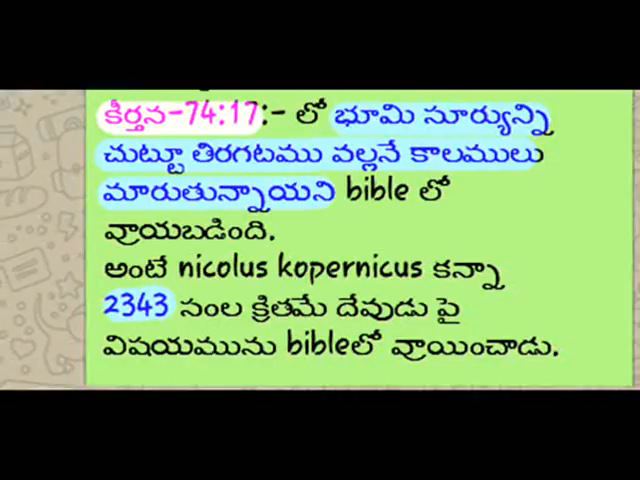 కీర్తన-74:17:- లో భూమి సూర్యున్ని
చుట్టూ తిరగటము వల్లనే కాలములు
మారుతున్నాయని bible లో
వ్రాయబడింది.
అంటే nicolus kopernicus కన్నా
2343 సంల క్రితమే దేవుడు పై
విషయమును bibleలో వ్రాయించాడు.